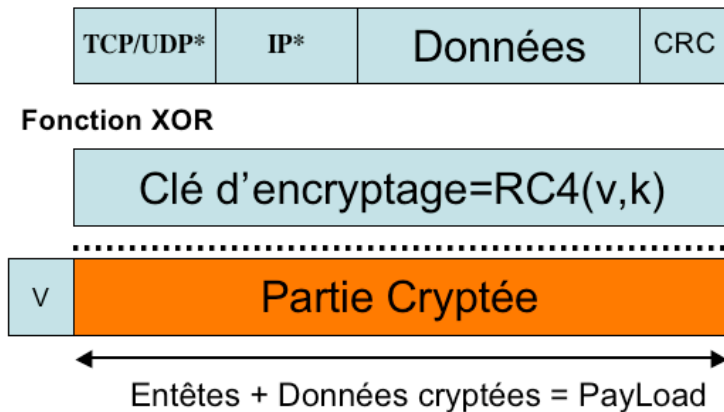 TCP/UDP* IP* Données CRC
Fonction XOR
Clé d'encryptage=RC4(v,k)
V Partie Cryptée
Entêtes + Données cryptées = PayLoad